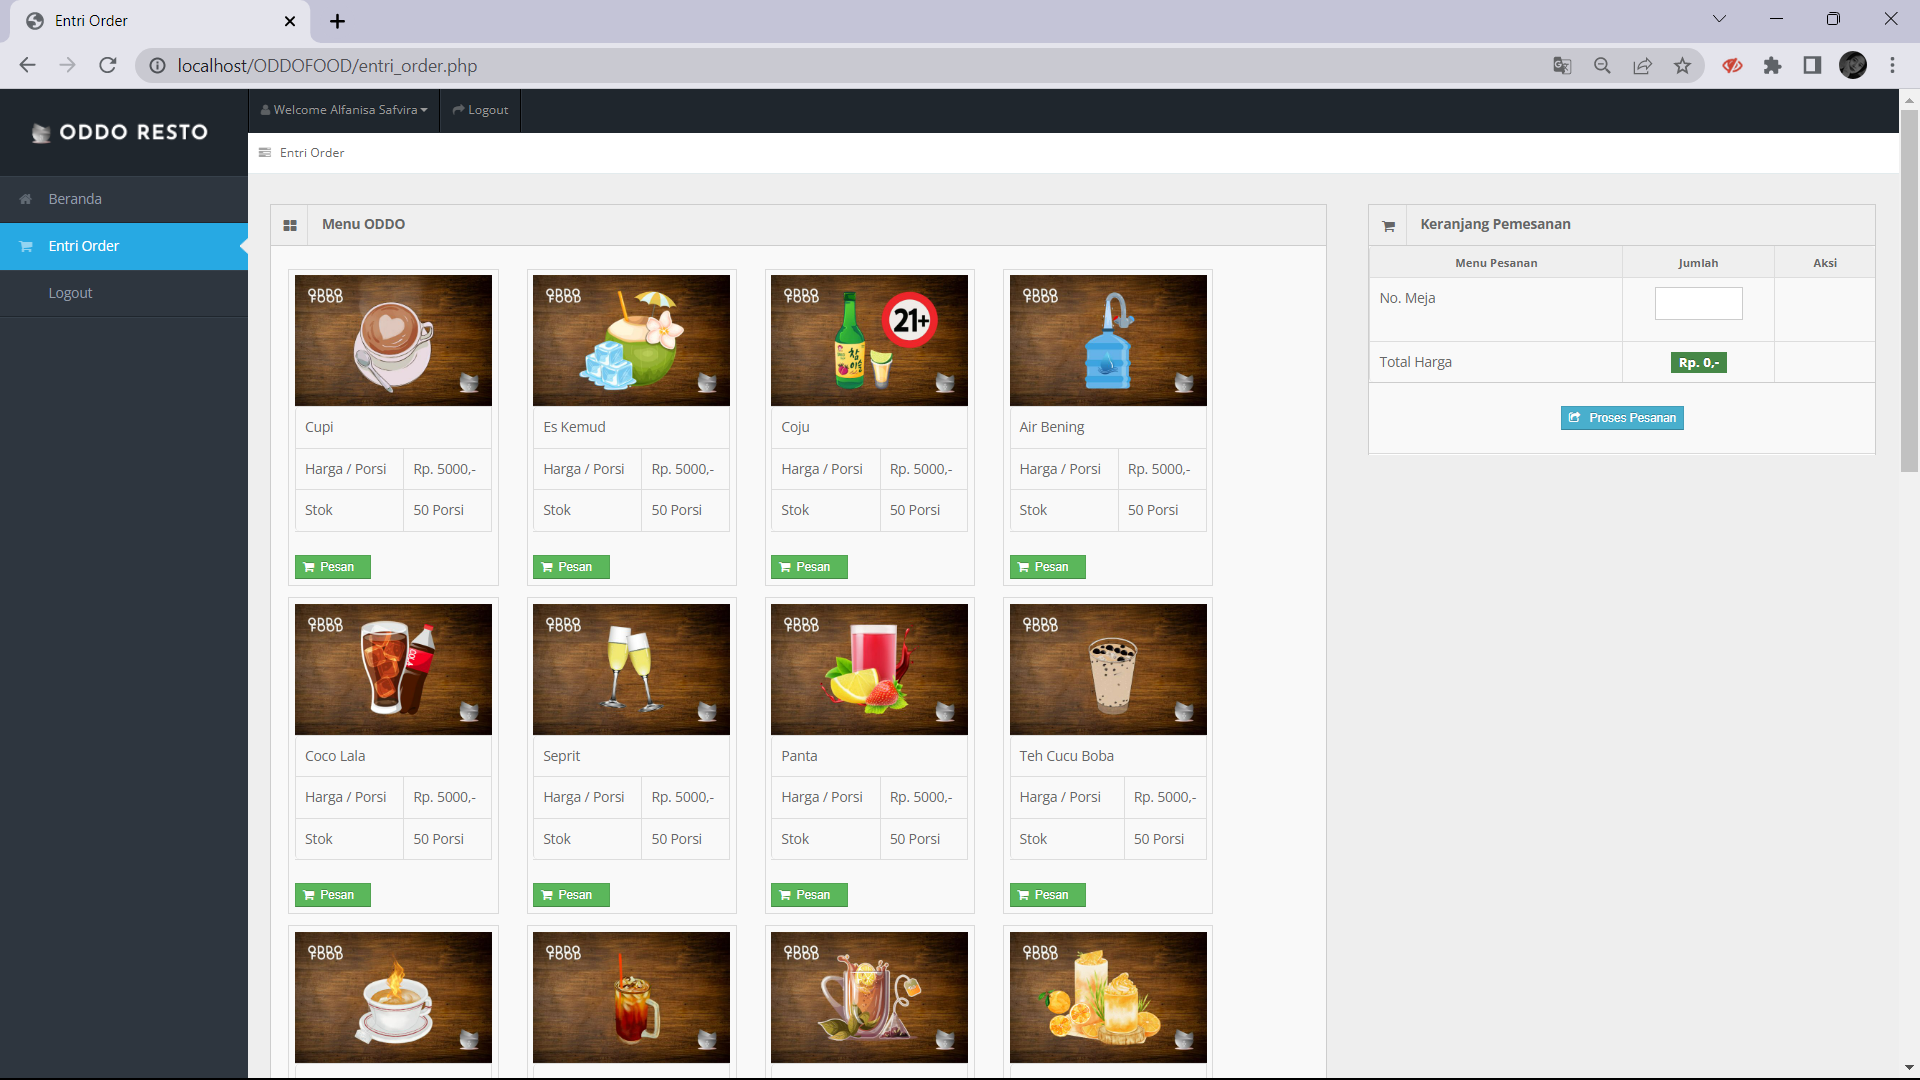 Entri Order
localhost/ODDOFOOD/entri_order.php
ODDO RESTO
Welcome Alfanisa Safvira
Logout
Entri Order
Beranda
Entri Order
Logout
Menu ODDO
21+
Cupi
Es Kemud
Coju
Air Bening
Harga / Porsi Rp. 5000,-
Harga / Porsi Rp. 5000,-
Harga / Porsi Rp. 5000,-
Harga / Porsi Rp. 5000,-
Stok 50 Porsi
Stok 50 Porsi
Stok 50 Porsi
Stok 50 Porsi
Pesan
Pesan
Pesan
Pesan
Coco Lala
Seprit
Panta
Teh Cucu Boba
Harga / Porsi Rp. 5000,-
Harga / Porsi Rp. 5000,-
Harga / Porsi Rp. 5000,-
Harga / Porsi Rp. 5000,-
Stok 50 Porsi
Stok 50 Porsi
Stok 50 Porsi
Stok 50 Porsi
Pesan
Pesan
Pesan
Pesan
Keranjang Pemesanan
Menu Pesanan Jumlah Aksi
No. Meja
Total Harga Rp. 0,-
Proses Pesanan